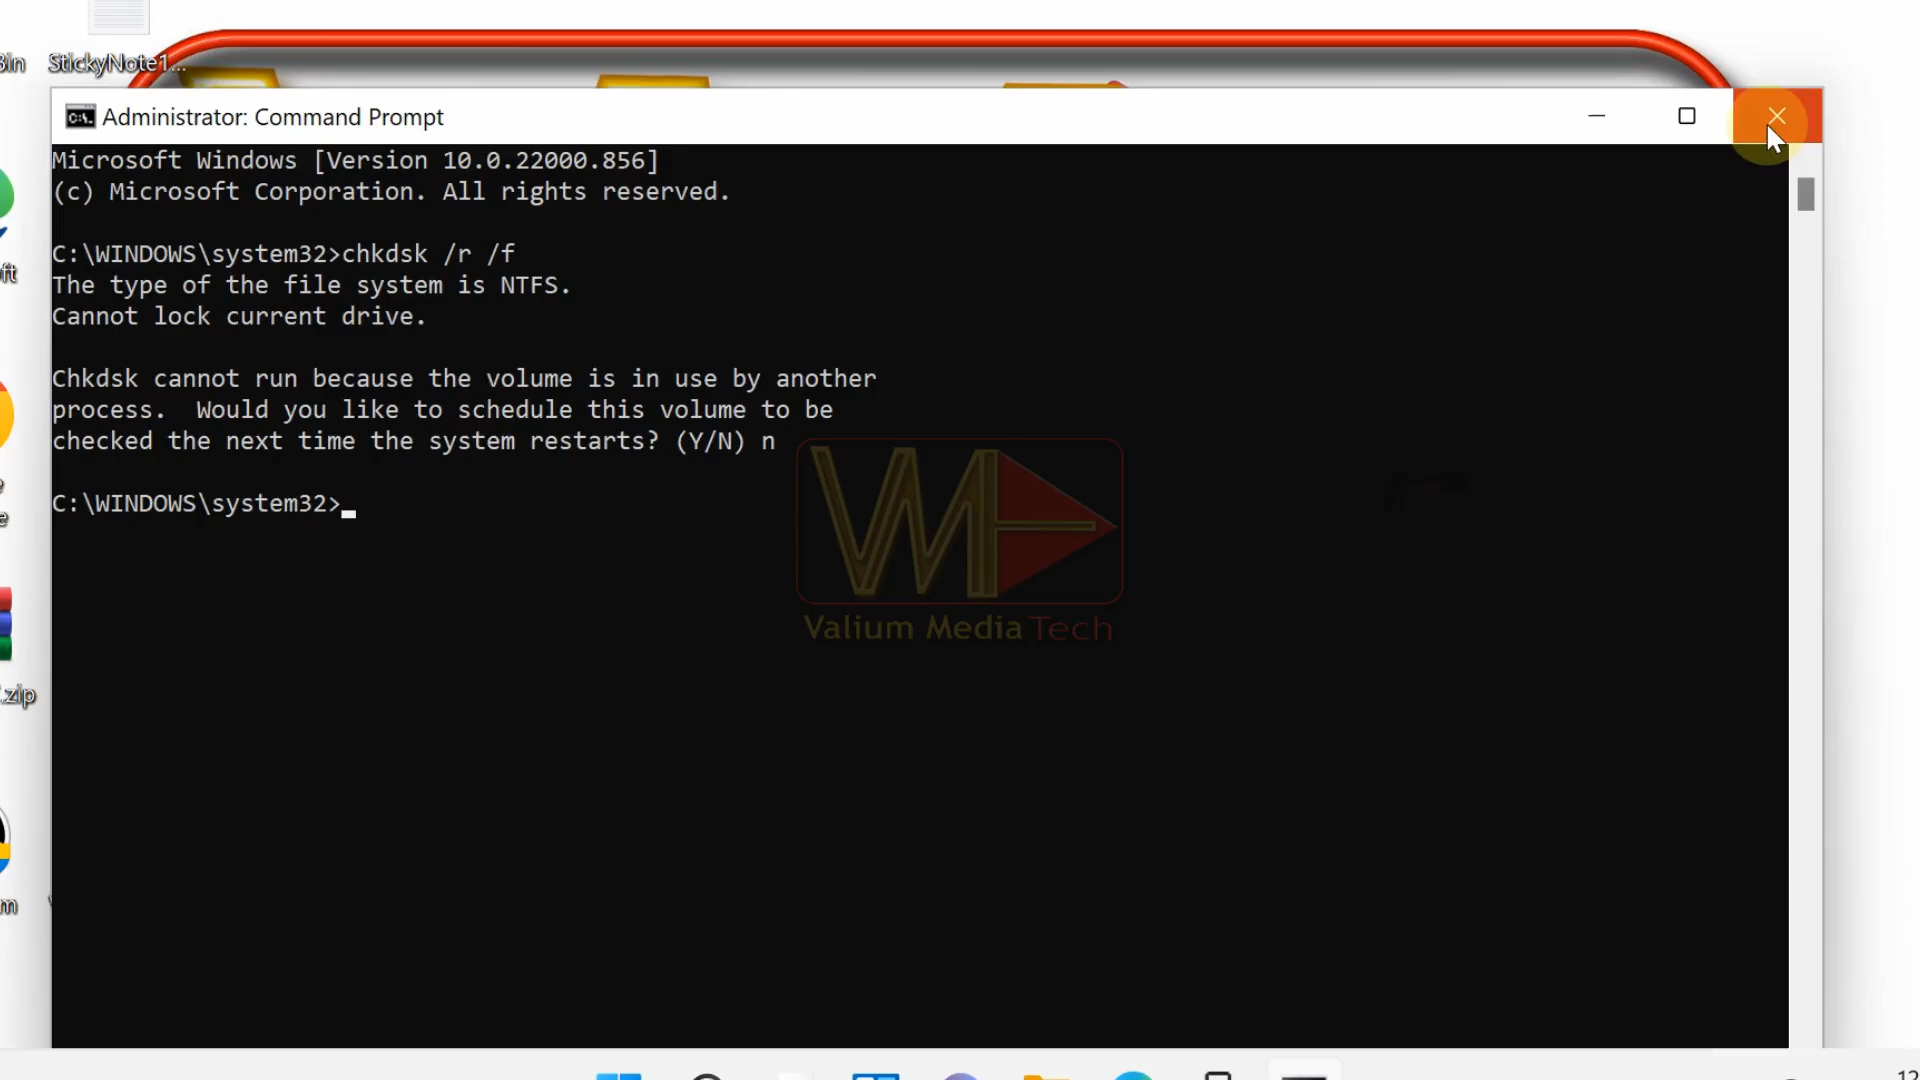 Bin
StickyNote1...
Administrator: Command Prompt
Microsoft Windows [Version 10.0.22000.856]
(c) Microsoft Corporation. All rights reserved.
C:\WINDOWS\system32>chkdsk /r /f
The type of the file system is NTFS.
Cannot lock current drive.
Chkdsk cannot run because the volume is in use by another
process.  Would you like to schedule this volume to be
checked the next time the system restarts? (Y/N) n
C:\WINDOWS\system32>
Valium Media Tech
.zip